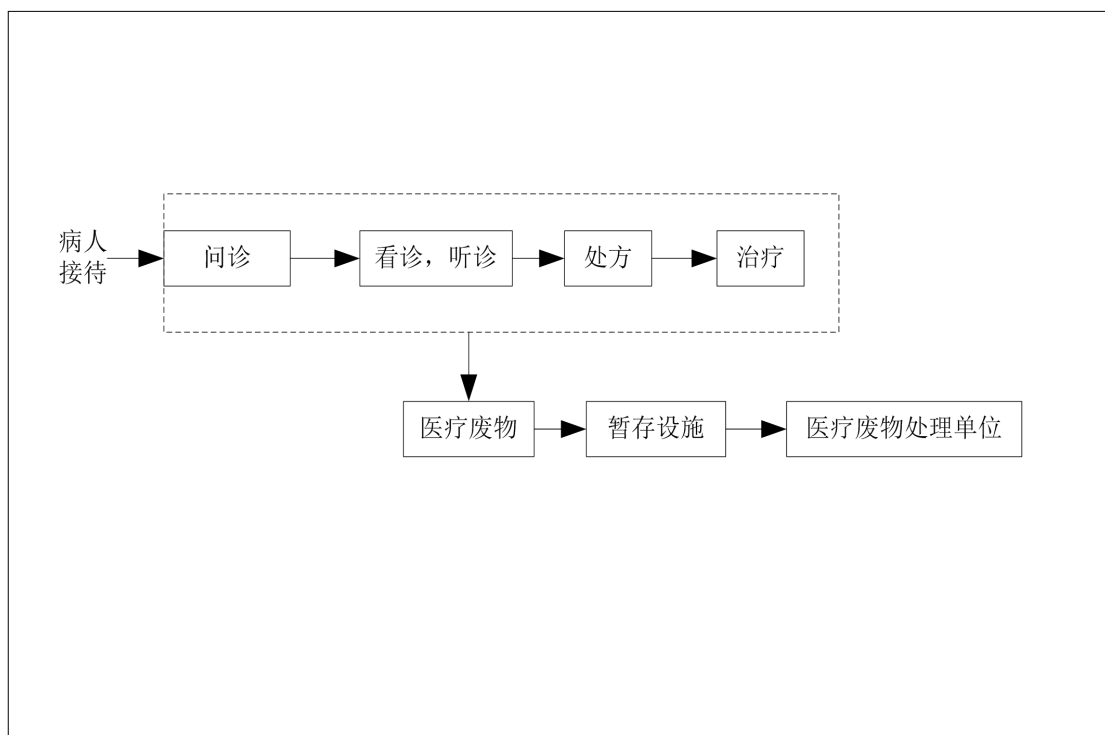 病人
接待
问诊
看诊，听诊
处方
治疗
医疗废物
暂存设施
医疗废物处理单位